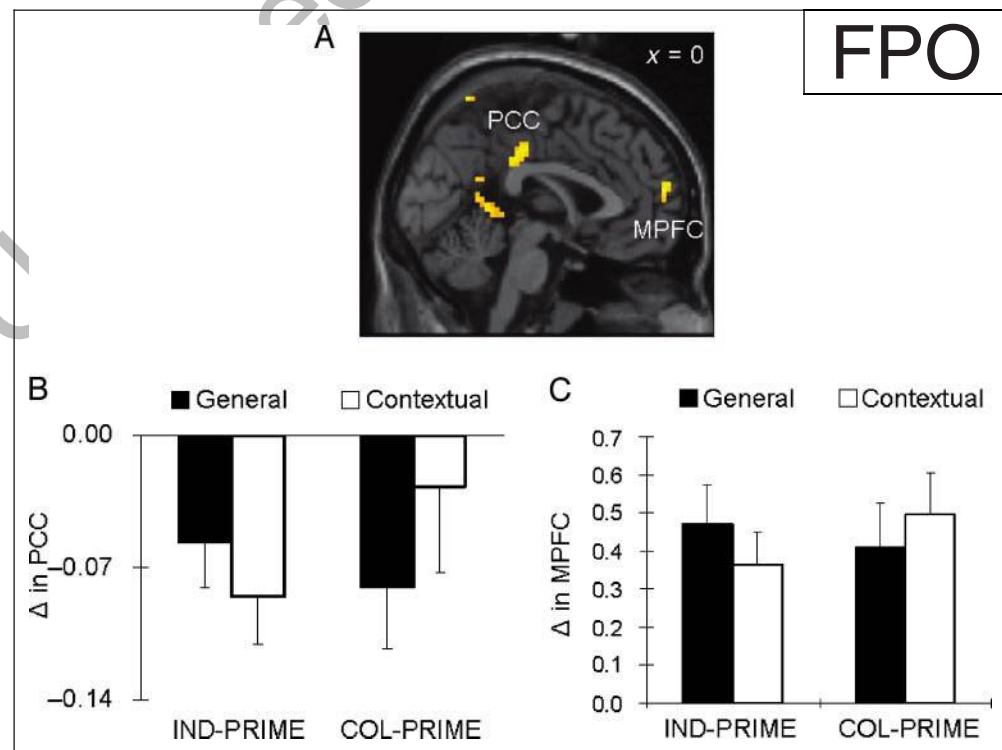 FPO
A
x = 0
PCC
MPFC
B
General Contextual
0.00
–0.07
–0.14
Δ in PCC
IND-PRIME COL-PRIME
C
General Contextual
0.7
0.6
0.5
0.4
0.3
0.2
0.1
0.0
Δ in MPFC
IND-PRIME COL-PRIME